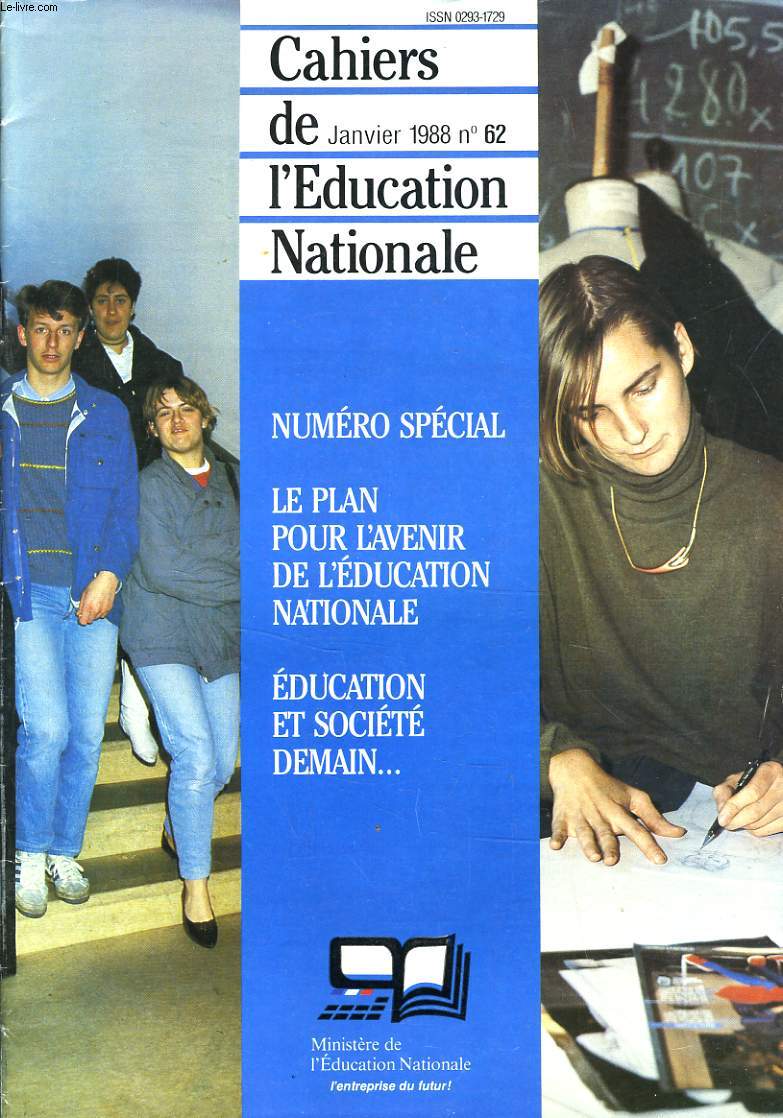 Le-livre.com
ISSN 0293-1729
Cahiers
de Janvier 1988 nº 62
l'Education
Nationale
105,5
280
x
107
x
NUMÉRO SPÉCIAL
LE PLAN
POUR L'AVENIR
DE L'ÉDUCATION
NATIONALE
ÉDUCATION
ET SOCIÉTÉ
DEMAIN...
Ministère de
l'Éducation Nationale
l'entreprise du futur!